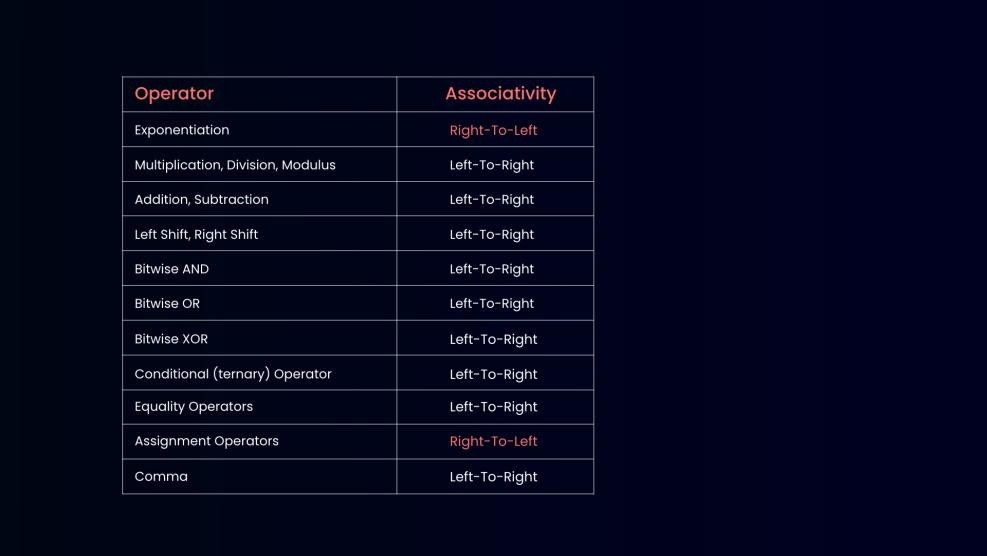 Operator Associativity
Exponentiation Right-To-Left
Multiplication, Division, Modulus Left-To-Right
Addition, Subtraction Left-To-Right
Left Shift, Right Shift Left-To-Right
Bitwise AND Left-To-Right
Bitwise OR Left-To-Right
Bitwise XOR Left-To-Right
Conditional (ternary) Operator Left-To-Right
Equality Operators Left-To-Right
Assignment Operators Right-To-Left
Comma Left-To-Right